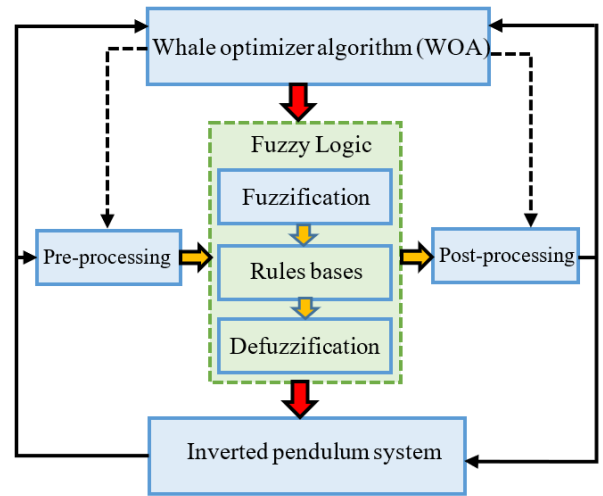 Whale optimizer algorithm (WOA)
Fuzzy Logic
Fuzzification
Pre-processing
Rules bases
Post-processing
Defuzzification
Inverted pendulum system